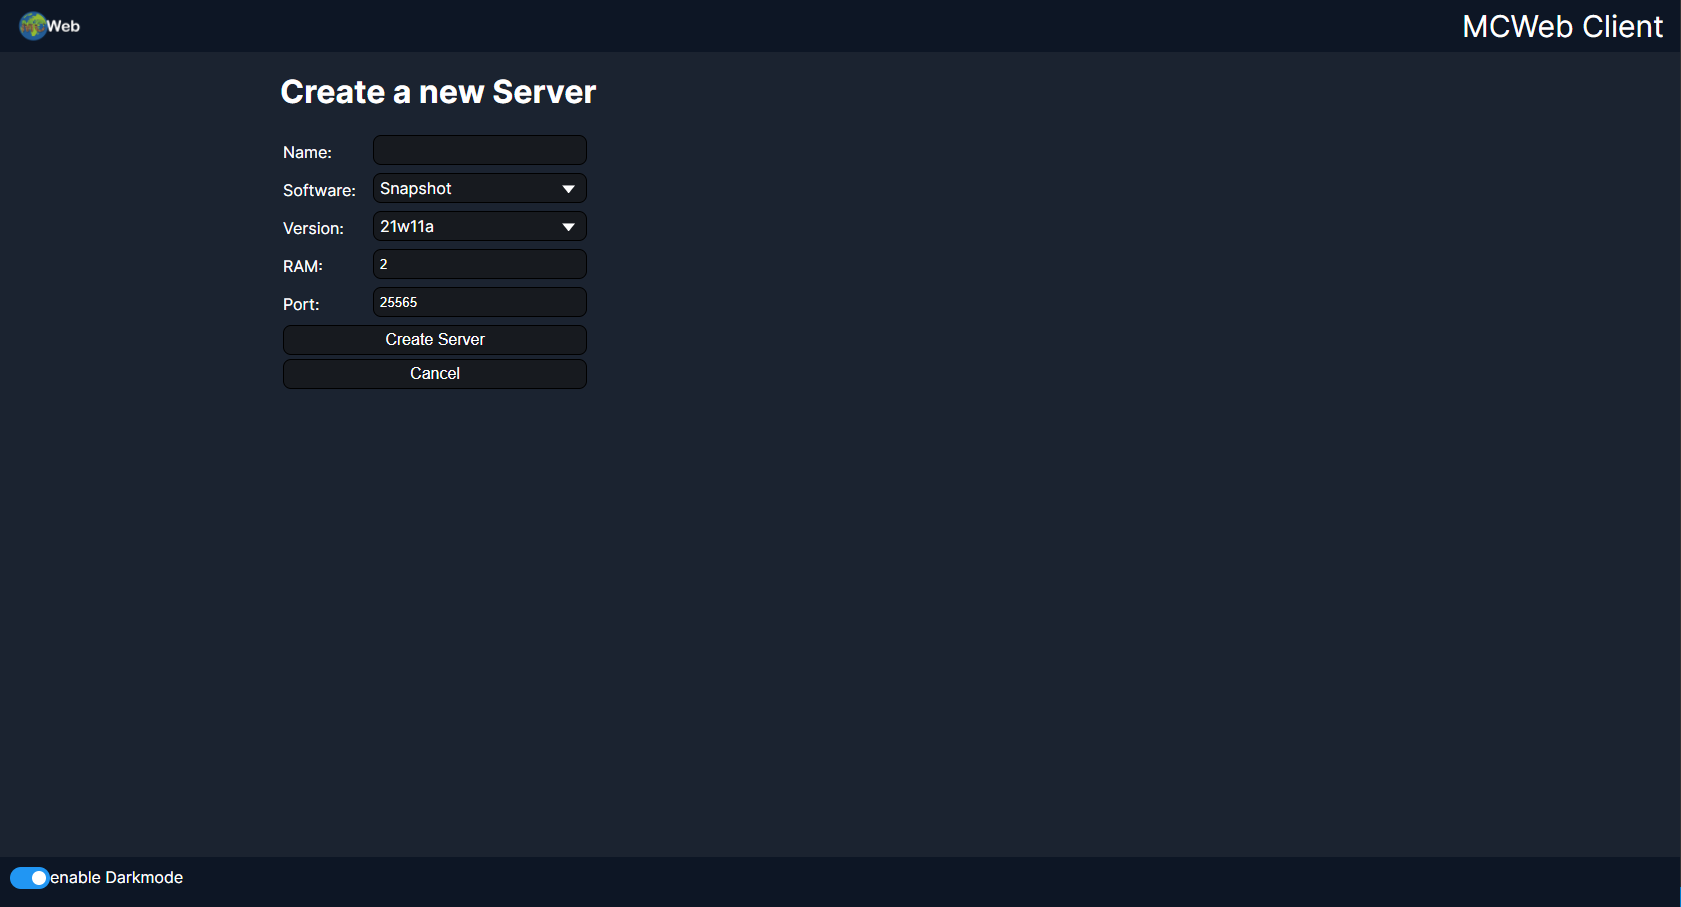 Web
MCWeb Client
Create a new Server
Name:
Software: Snapshot
Version: 21w11a
RAM: 2
Port: 25565
Create Server
Cancel
enable Darkmode